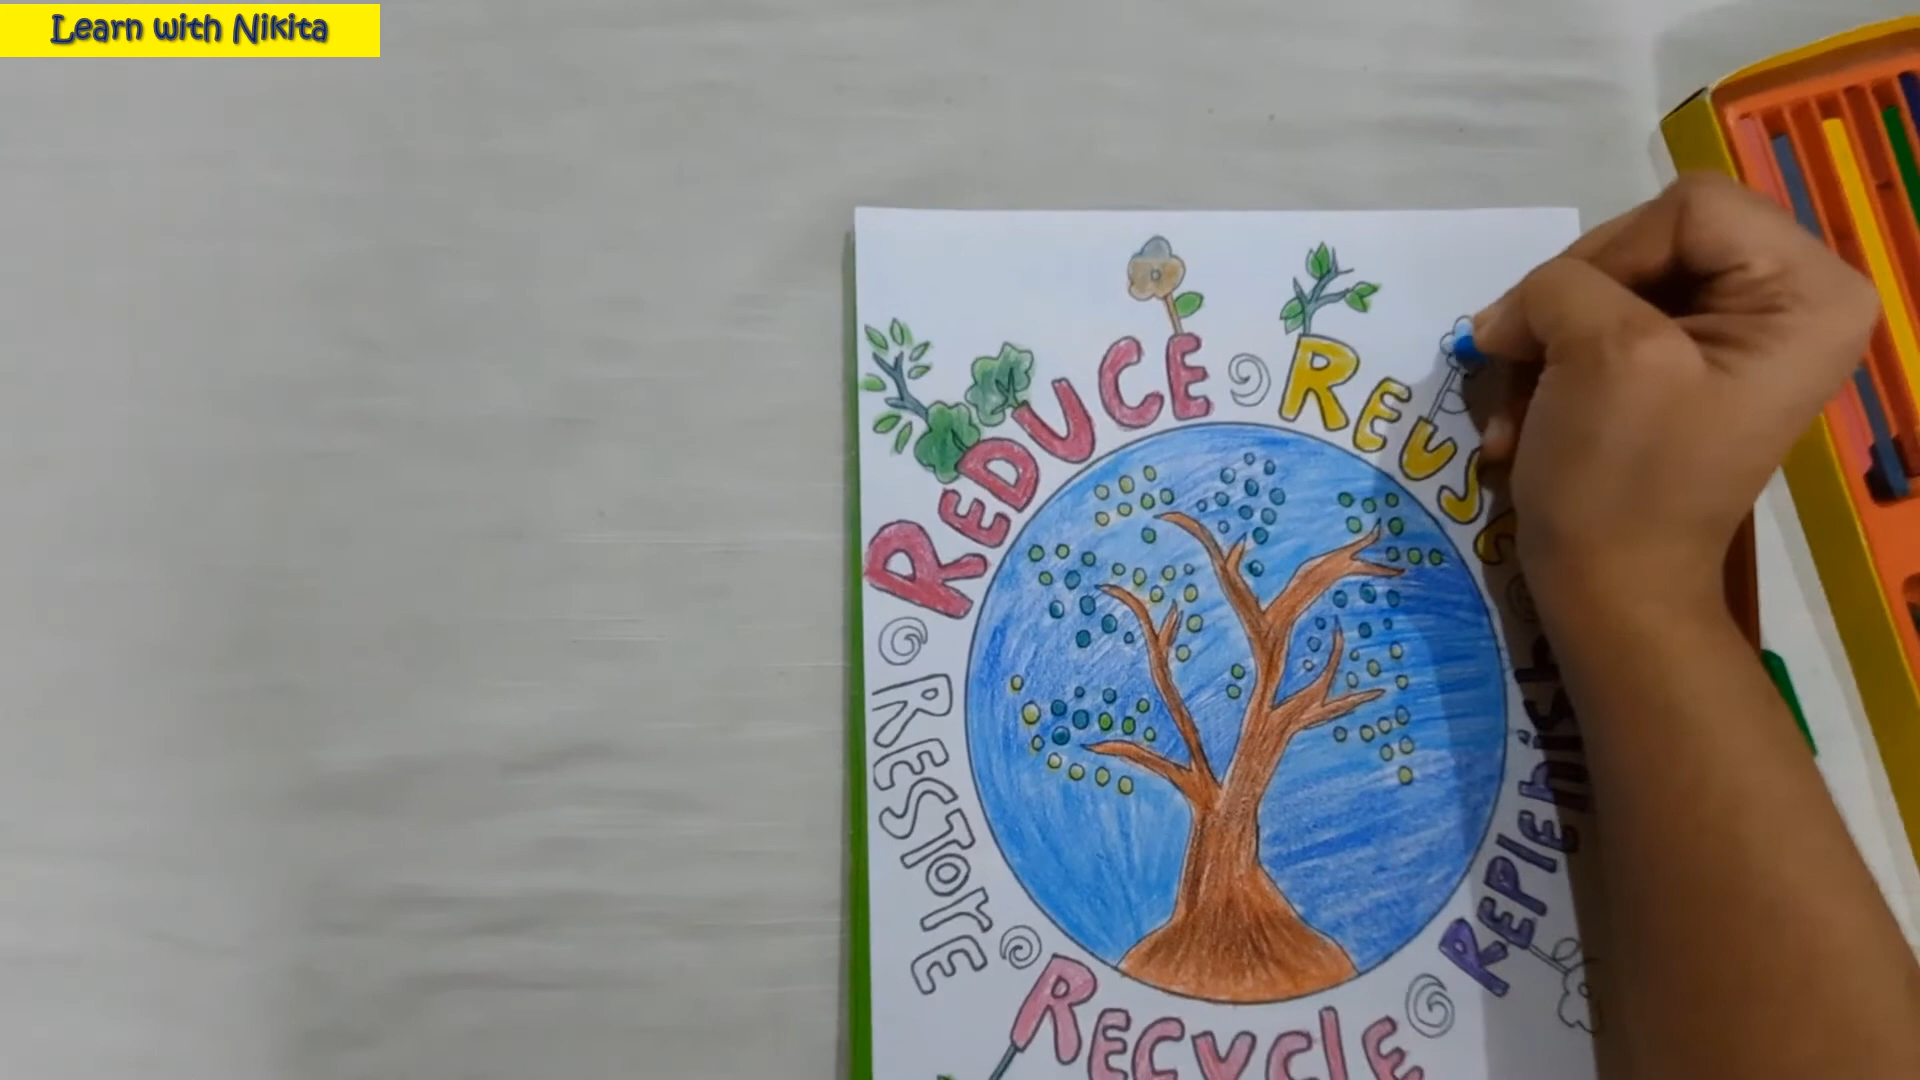 Learn with Nikita
REDUCE
REUSE
REPlENiSh
RECyClE
RESTORE